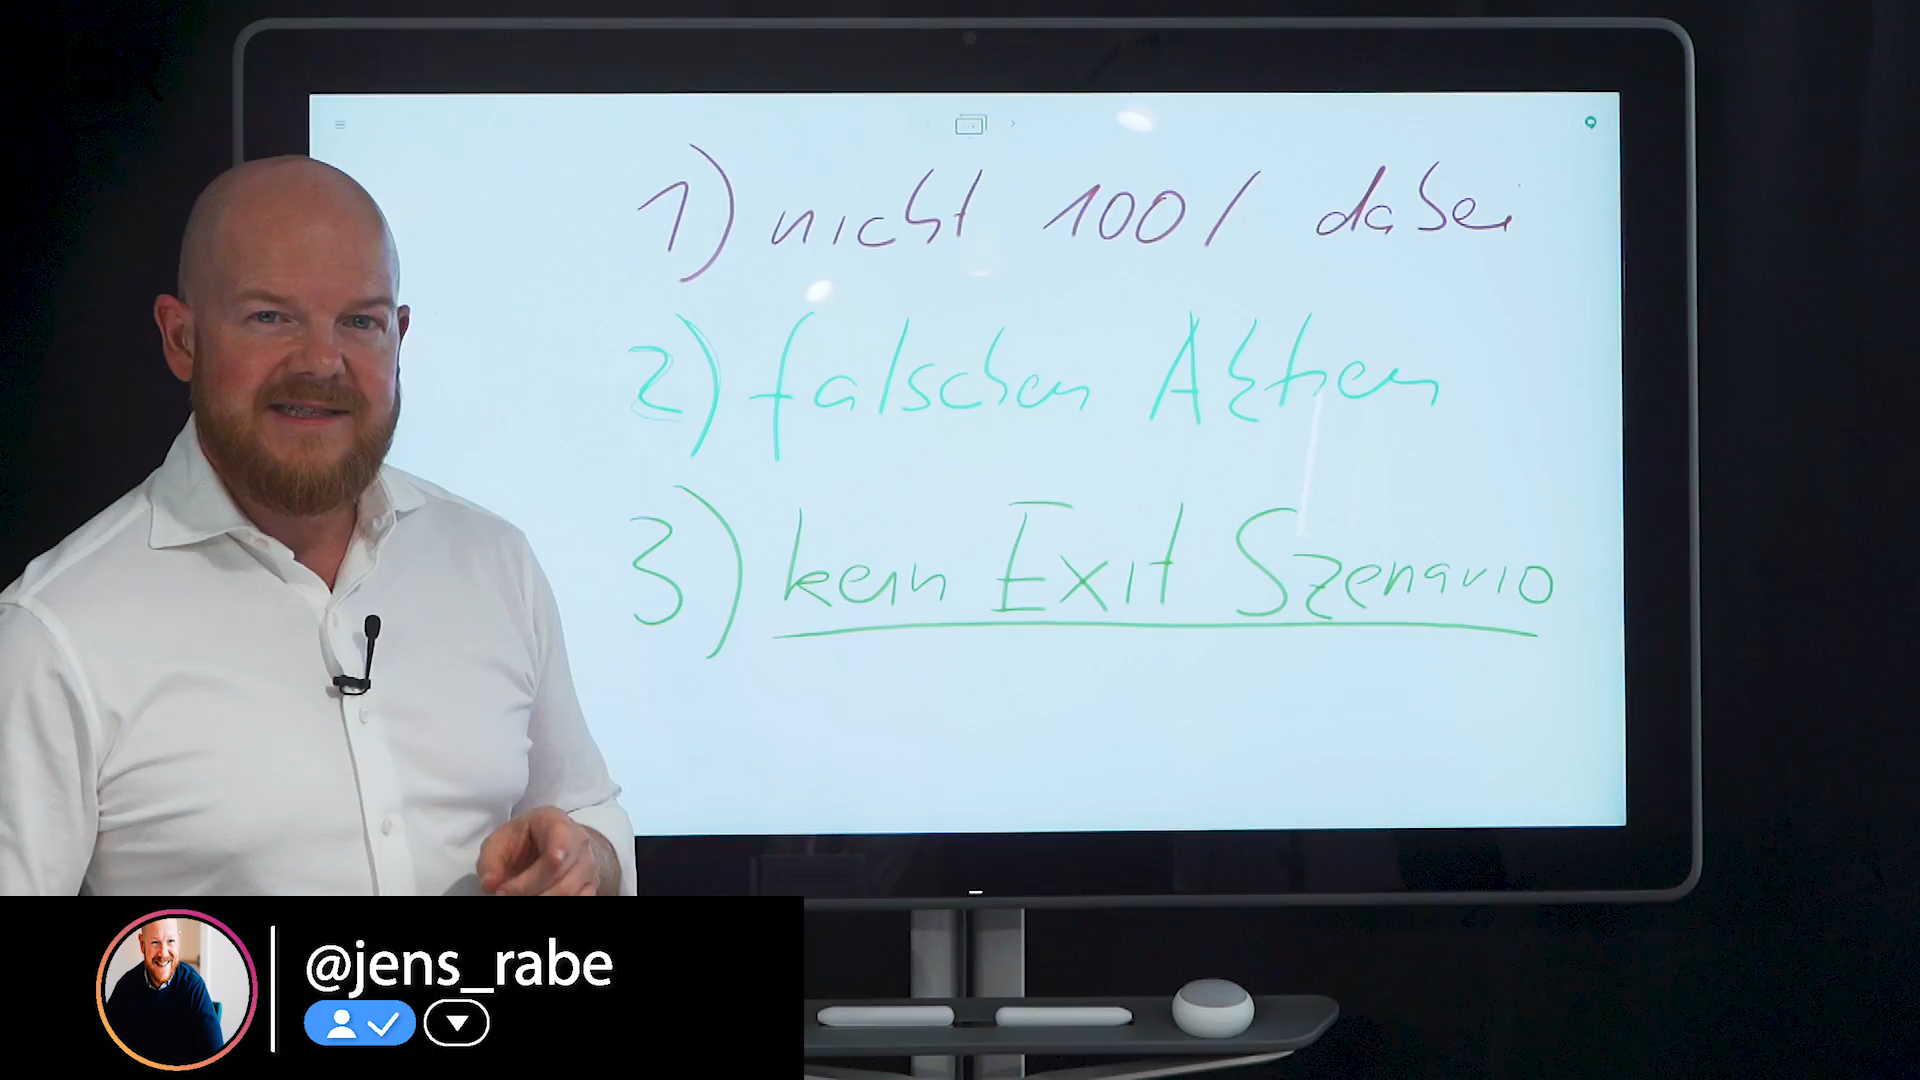 1) nicht 100% dabei
2) falschen Aktien
3) kein Exit Szenario
@jens_rabe